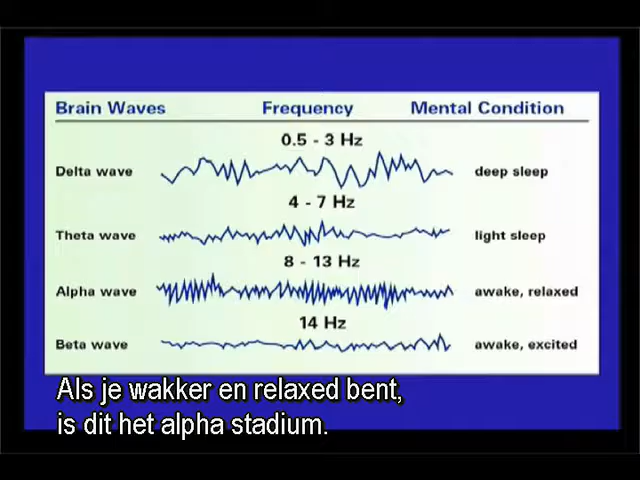 Brain Waves Frequency Mental Condition
0.5 - 3 Hz
Delta wave deep sleep
4 - 7 Hz
Theta wave light sleep
8 - 13 Hz
Alpha wave awake, relaxed
14 Hz
Beta wave awake, excited
Als je wakker en relaxed bent,
is dit het alpha stadium.